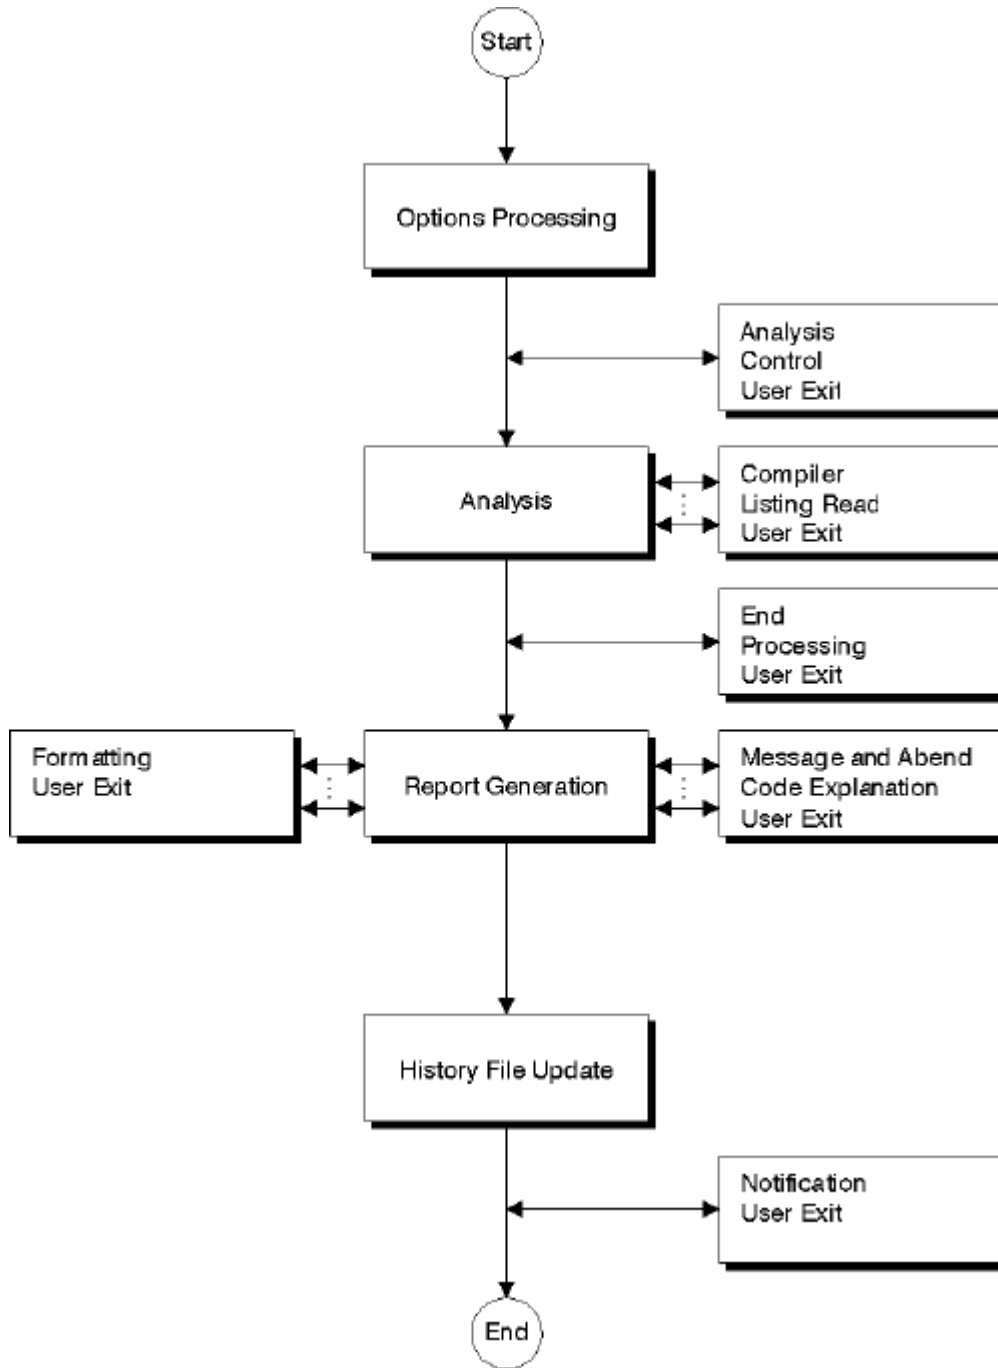 Start
Options Processing
Analysis
Control
User Exit
Analysis
Compiler
Listing Read
User Exit
End
Processing
User Exit
Formatting
User Exit
Report Generation
Message and Abend
Code Explanation
User Exit
History File Update
Notification
User Exit
End